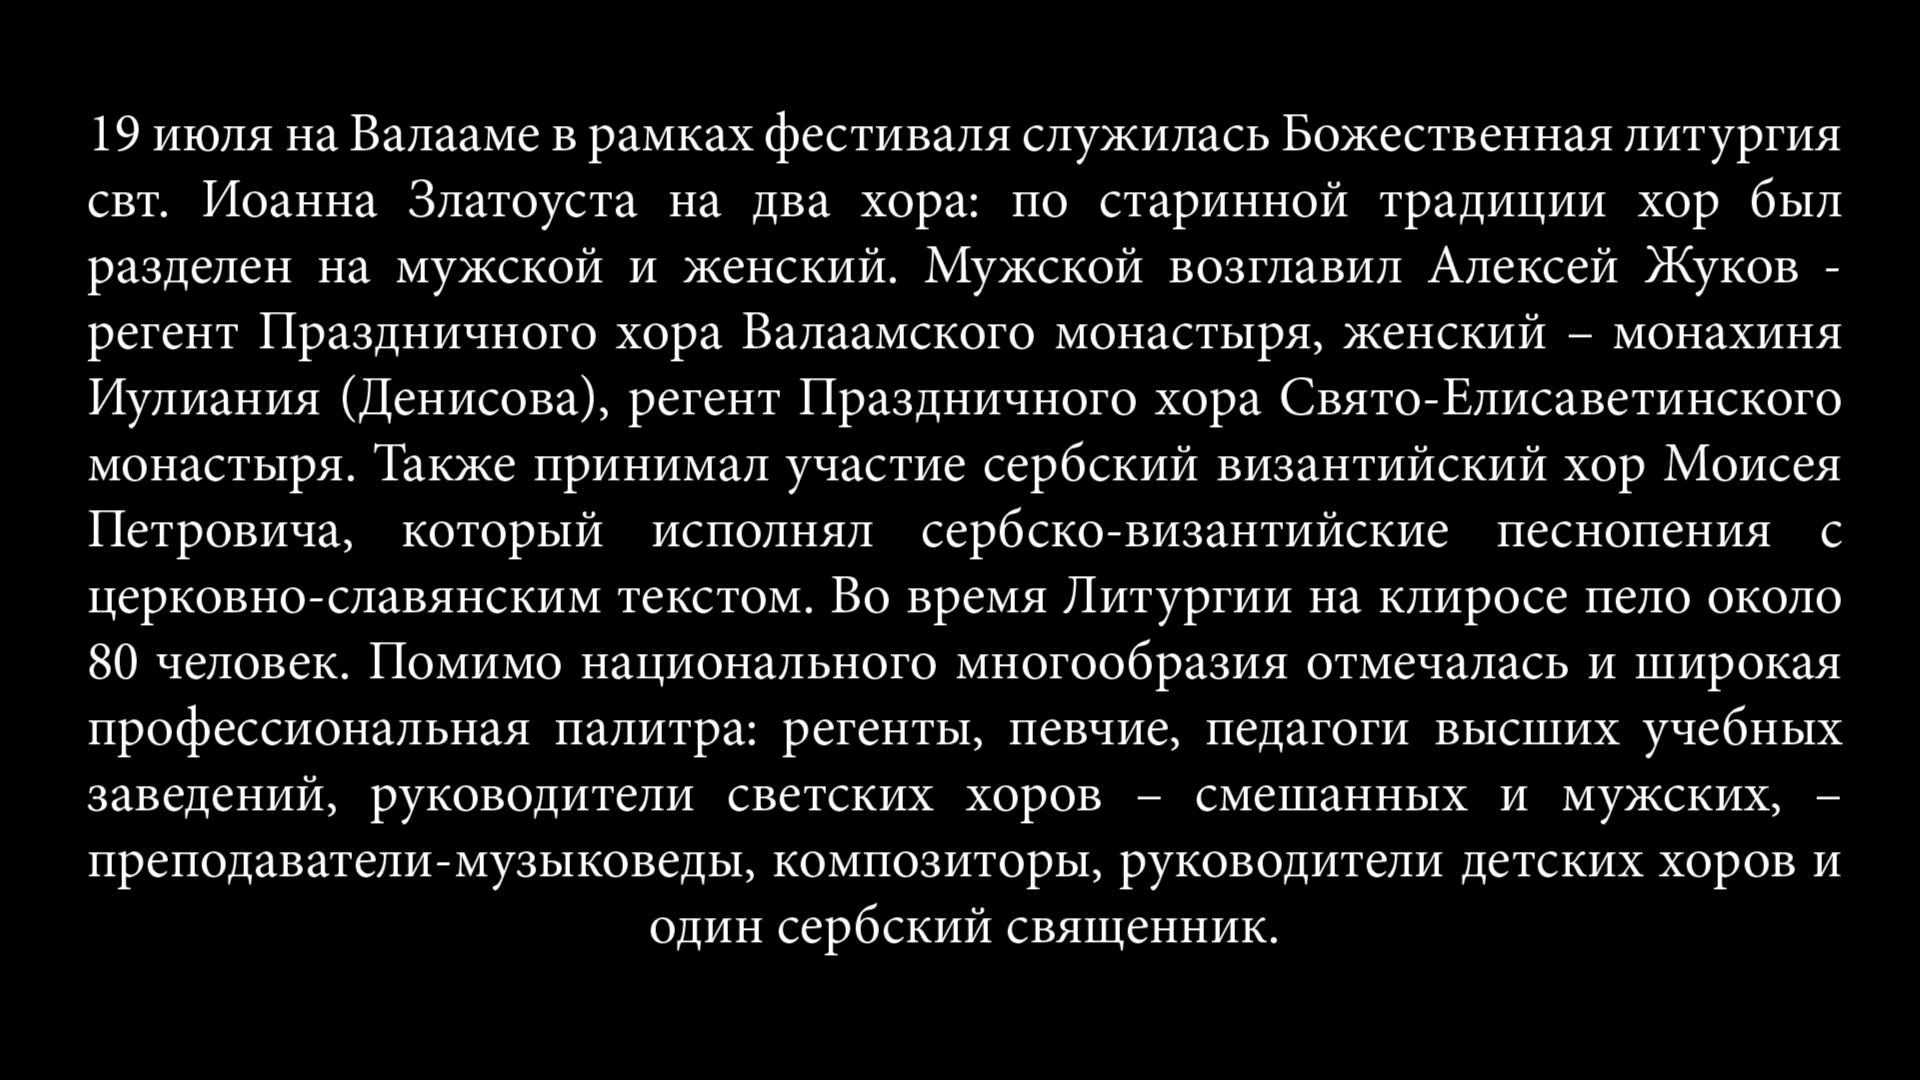 19 июля на Валааме в рамках фестиваля служилась Божественная литургия
свт. Иоанна Златоуста на два хора: по старинной традиции хор был
разделен на мужской и женский. Мужской возглавил Алексей Жуков -
регент Праздничного хора Валаамского монастыря, женский – монахиня
Иулиания (Денисова), регент Праздничного хора Свято-Елисаветинского
монастыря. Также принимал участие сербский византийский хор Моисея
Петровича, который исполнял сербско-византийские песнопения с
церковно-славянским текстом. Во время Литургии на клиросе пело около
80 человек. Помимо национального многообразия отмечалась и широкая
профессиональная палитра: регенты, певчие, педагоги высших учебных
заведений, руководители светских хоров – смешанных и мужских, –
преподаватели-музыковеды, композиторы, руководители детских хоров и
один сербский священник.